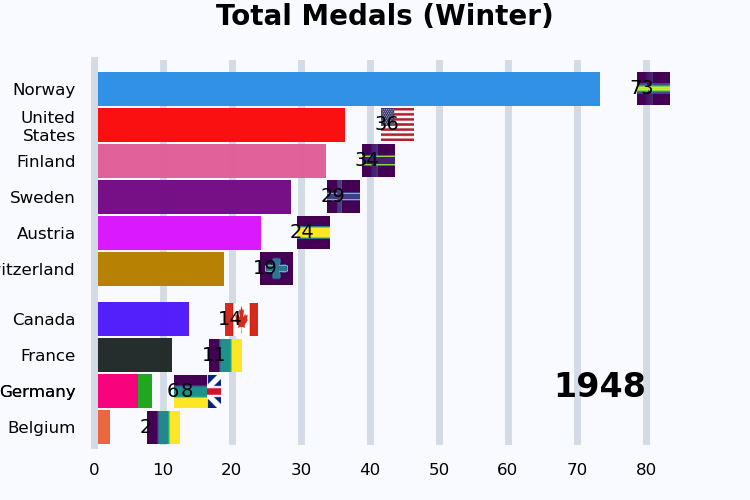 Total Medals (Winter)
Norway 73
United States 36
Finland 34
Sweden 29
Austria 24
itzerland 19
Canada 14
France 11
Germany 6 8
Belgium 2
1948
0 10 20 30 40 50 60 70 80